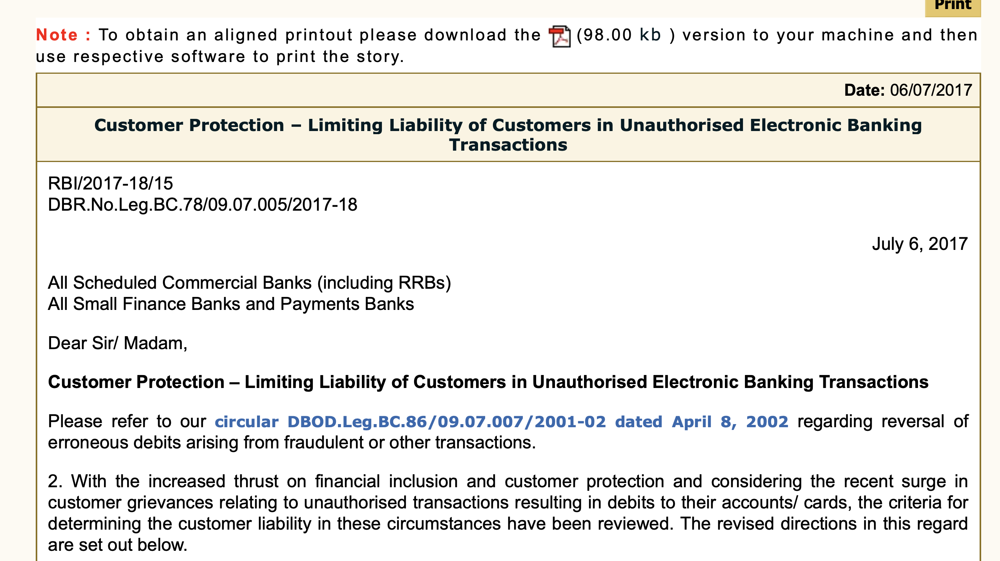 Print
Note : To obtain an aligned printout please download the (98.00 kb ) version to your machine and then
use respective software to print the story.
Date: 06/07/2017
Customer Protection – Limiting Liability of Customers in Unauthorised Electronic Banking
Transactions
RBI/2017-18/15
DBR.No.Leg.BC.78/09.07.005/2017-18
July 6, 2017
All Scheduled Commercial Banks (including RRBs)
All Small Finance Banks and Payments Banks
Dear Sir/ Madam,
Customer Protection – Limiting Liability of Customers in Unauthorised Electronic Banking Transactions
Please refer to our circular DBOD.Leg.BC.86/09.07.007/2001-02 dated April 8, 2002 regarding reversal of
erroneous debits arising from fraudulent or other transactions.
2. With the increased thrust on financial inclusion and customer protection and considering the recent surge in
customer grievances relating to unauthorised transactions resulting in debits to their accounts/ cards, the criteria for
determining the customer liability in these circumstances have been reviewed. The revised directions in this regard
are set out below.